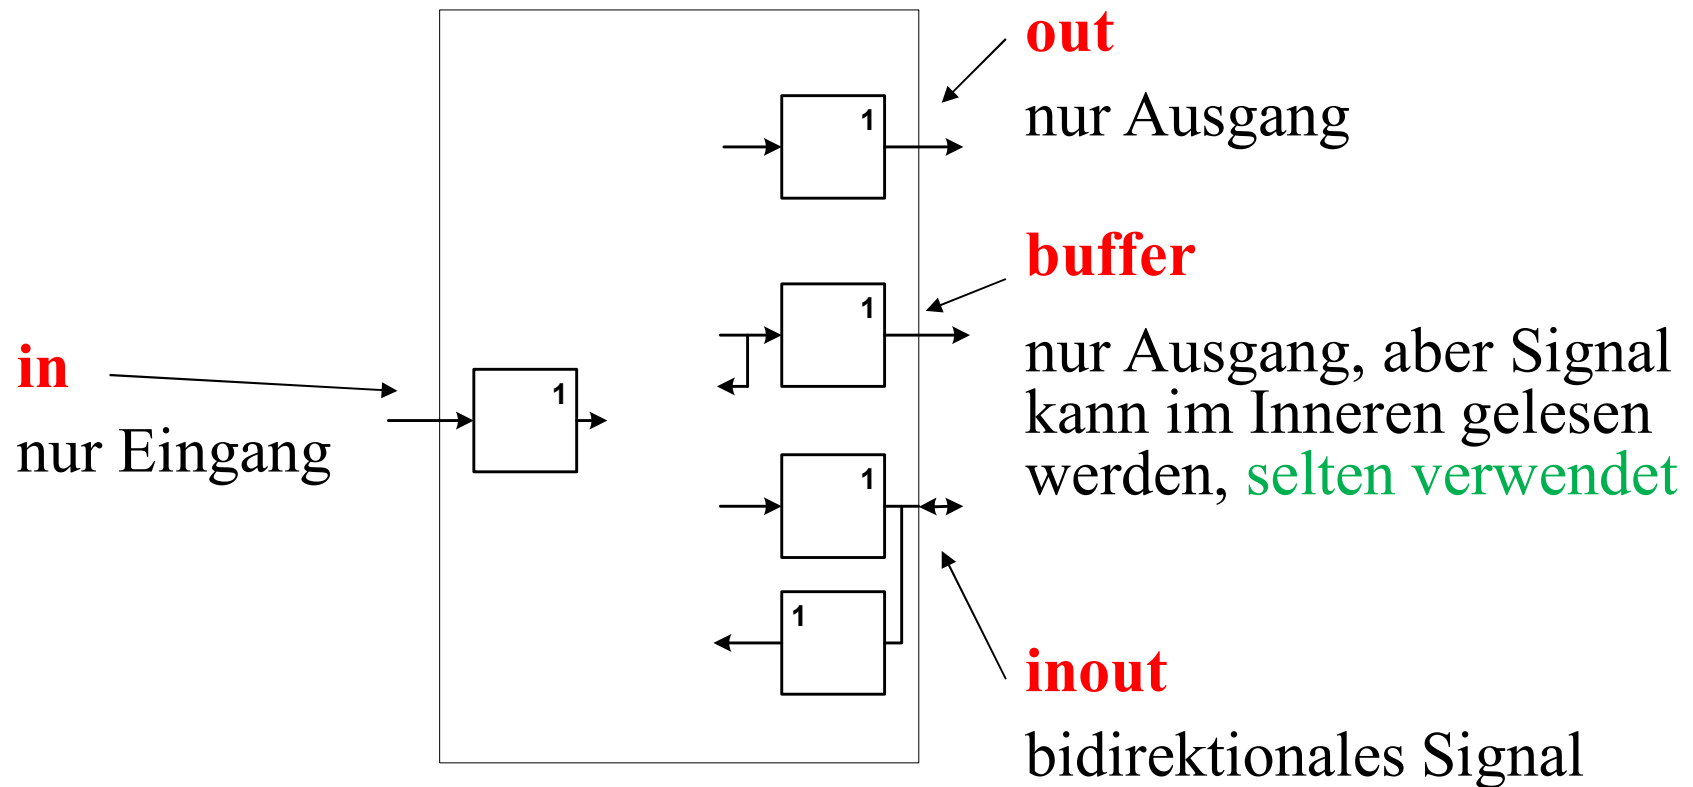 out
nur Ausgang
1
buffer
1
nur Ausgang, aber Signal
kann im Inneren gelesen
werden, selten verwendet
in
nur Eingang
1
1
1
inout
bidirektionales Signal